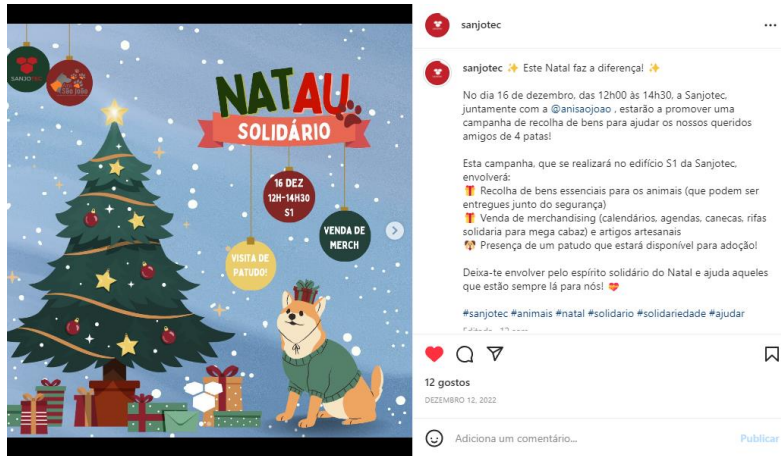 SANJOTEC
São João
NATAU
SOLIDÁRIO
16 DEZ
12H-14H30
S1
VENDA DE
MERCH
VISITA DE
PATUDO!
sanjotec
sanjotec ✨ Este Natal faz a diferença! ✨
No dia 16 de dezembro, das 12h00 às 14h30, a Sanjotec,
juntamente com a @anisaojoao , estarão a promover uma
campanha de recolha de bens para ajudar os nossos queridos
amigos de 4 patas!
Esta campanha, que se realizará no edifício S1 da Sanjotec,
envolverá:
🎁 Recolha de bens essenciais para os animais (que podem ser
entregues junto do segurança)
🎁 Venda de merchandising (calendários, agendas, canecas, rifas
solidaria para mega cabaz) e artigos artesanais
🐶 Presença de um patudo que estará disponível para adoção!
Deixa-te envolver pelo espírito solidário do Natal e ajuda aqueles
que estão sempre lá para nós! 💝
#sanjotec #animais #natal #solidario #solidariedade #ajudar
12 gostos
DEZEMBRO 12, 2022
Adiciona um comentário...
Publicar